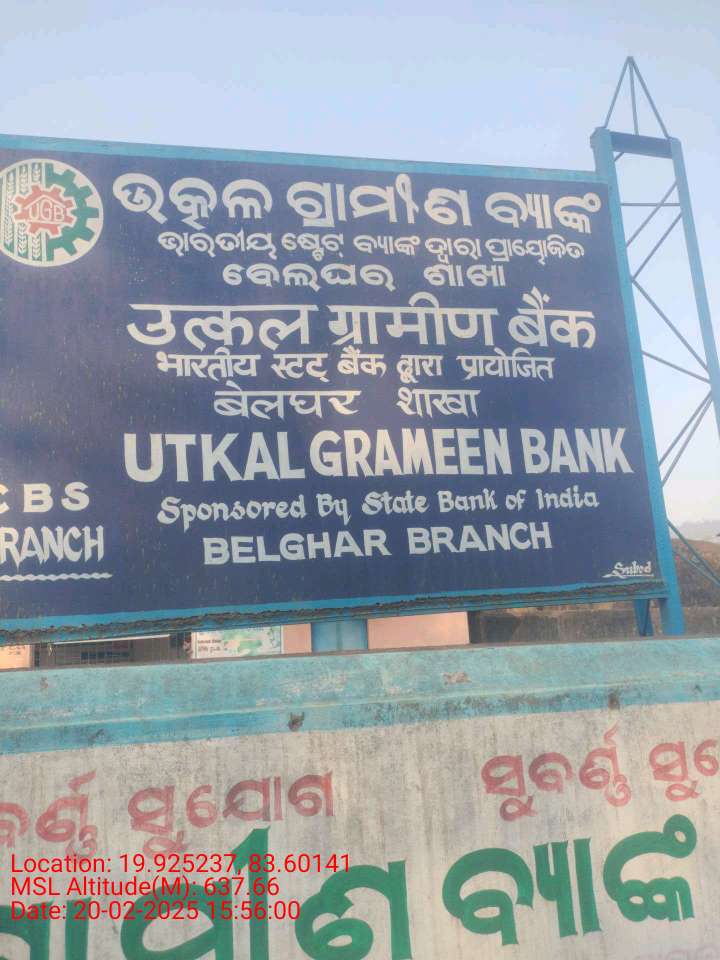 UGB
ଉତ୍କଳ ଗ୍ରାମୀଣ ବ୍ୟାଙ୍କ
ଭାରତୀୟ ଷ୍ଟେଟ୍ ବ୍ୟାଙ୍କ ଦ୍ୱାରା ପ୍ରାୟୋଜିତ
ବେଲଘର ଶାଖା
उत्कल ग्रामीण बैंक
भारतीय स्टट् बैंक द्वारा प्रायोजित
बेलघर शाखा
UTKAL GRAMEEN BANK
CBS
Sponsored By State Bank of India
RANCH
BELGHAR BRANCH
Subod
ସୁବର୍ଣ୍ଣ ସୁ
ବର୍ଣ୍ଣ ସୁଯୋଗ
ମୀଣ ବ୍ୟାଙ୍କ
Location: 19.925237, 83.60141
MSL Altitude(M): 637.66
Date: 20-02-2025 15:56:00